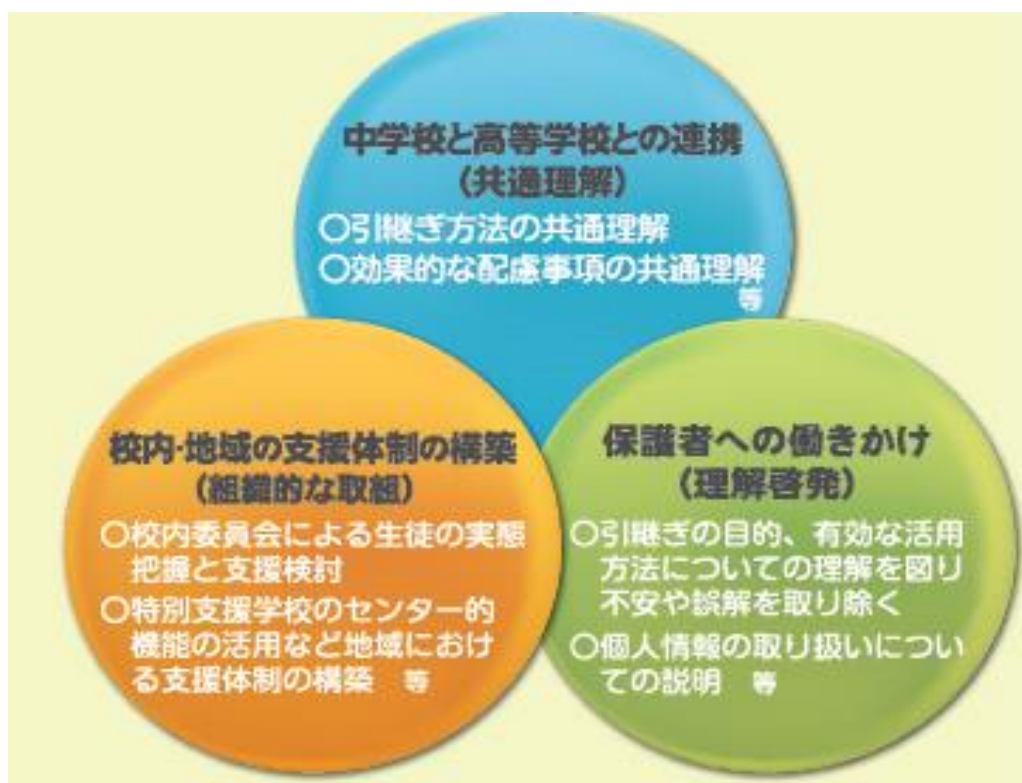 中学校と高等学校との連携
(共通理解)
〇引継ぎ方法の共通理解
〇効果的な配慮事項の共通理解
等
校内・地域の支援体制の構築
(組織的な取組)
〇校内委員会による生徒の実態
把握と支援検討
〇特別支援学校のセンター的
機能の活用など地域におけ
る支援体制の構築 等
保護者への働きかけ
(理解啓発)
〇引継ぎの目的、有効な活用
方法についての理解を図り
不安や誤解を取り除く
〇個人情報の取り扱いについ
ての説明 等